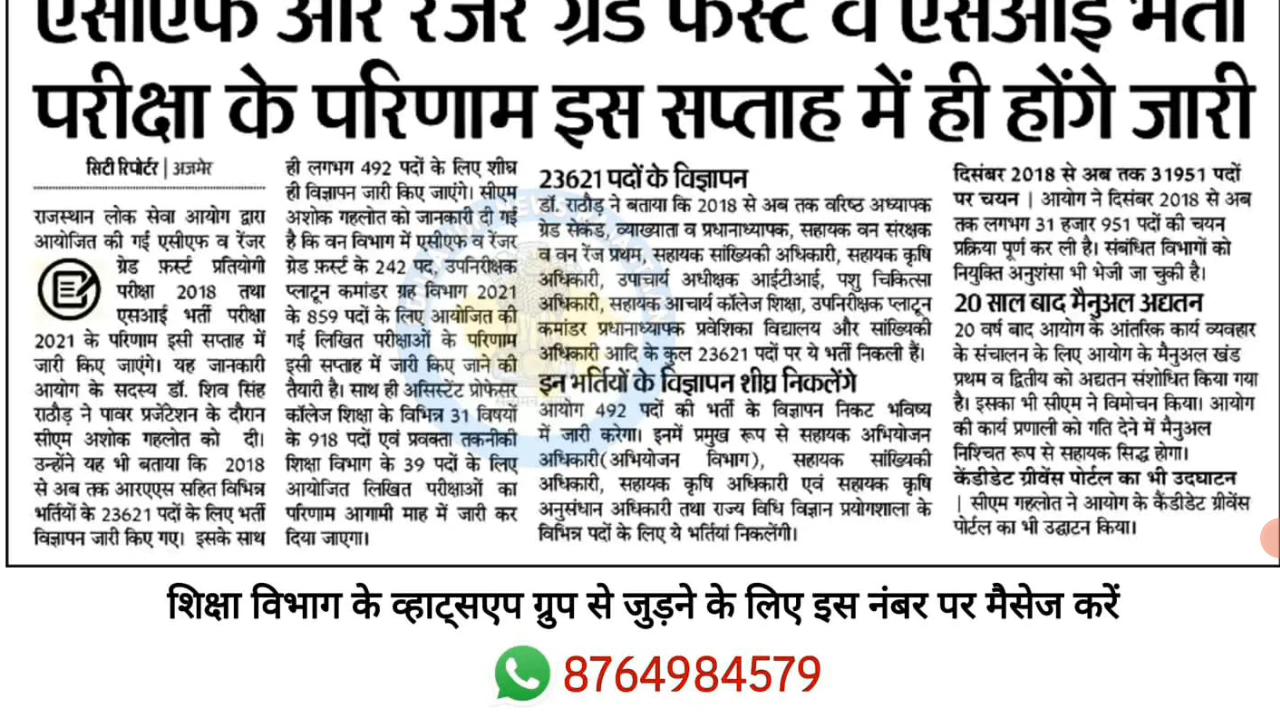 एसीएफ और रेंजर ग्रेड फर्स्ट व एसआई भर्ती
परीक्षा के परिणाम इस सप्ताह में ही होंगे जारी
सिटी रिपोर्टर | अजमेर
राजस्थान लोक सेवा आयोग द्वारा
आयोजित की गई एसीएफ व रेंजर
ग्रेड फ़र्स्ट प्रतियोगी
परीक्षा 2018 तथा
एसआई भर्ती परीक्षा
2021 के परिणाम इसी सप्ताह में
जारी किए जाएंगे। यह जानकारी
आयोग के सदस्य डॉ. शिव सिंह
राठौड़ ने पावर प्रजेंटेशन के दौरान
सीएम अशोक गहलोत को दी।
उन्होंने यह भी बताया कि 2018
से अब तक आरएएस सहित विभिन्न
भर्तियों के 23621 पदों के लिए भर्ती
विज्ञापन जारी किए गए। इसके साथ
ही लगभग 492 पदों के लिए शीघ्र
ही विज्ञापन जारी किए जाएंगे। सीएम
अशोक गहलोत को जानकारी दी गई
है कि वन विभाग में एसीएफ व रेंजर
ग्रेड फ़र्स्ट के 242 पद, उपनिरीक्षक
प्लाटून कमांडर गृह विभाग 2021
के 859 पदों के लिए आयोजित की
गई लिखित परीक्षाओं के परिणाम
इसी सप्ताह में जारी किए जाने की
तैयारी है। साथ ही असिस्टेंट प्रोफेसर
कॉलेज शिक्षा के विभिन्न 31 विषयों
के 918 पदों एवं प्रवक्ता तकनीकी
शिक्षा विभाग के 39 पदों के लिए
आयोजित लिखित परीक्षाओं का
परिणाम आगामी माह में जारी कर
दिया जाएगा।
23621 पदों के विज्ञापन
डॉ. राठौड़ ने बताया कि 2018 से अब तक वरिष्ठ अध्यापक
ग्रेड सेकंड, व्याख्याता व प्रधानाध्यापक, सहायक वन संरक्षक
व वन रेंज प्रथम, सहायक सांख्यिकी अधिकारी, सहायक कृषि
अधिकारी, उपाचार्य अधीक्षक आईटीआई, पशु चिकित्सा
अधिकारी, सहायक आचार्य कॉलेज शिक्षा, उपनिरीक्षक प्लाटून
कमांडर प्रधानाध्यापक प्रवेशिका विद्यालय और सांख्यिकी
अधिकारी आदि के कुल 23621 पदों पर ये भर्ती निकली हैं।
इन भर्तियों के विज्ञापन शीघ्र निकलेंगे
आयोग 492 पदों की भर्ती के विज्ञापन निकट भविष्य
में जारी करेगा। इनमें प्रमुख रूप से सहायक अभियोजन
अधिकारी(अभियोजन विभाग), सहायक सांख्यिकी
अधिकारी, सहायक कृषि अधिकारी एवं सहायक कृषि
अनुसंधान अधिकारी तथा राज्य विधि विज्ञान प्रयोगशाला के
विभिन्न पदों के लिए ये भर्तियां निकलेंगी।
दिसंबर 2018 से अब तक 31951 पदों
पर चयन | आयोग ने दिसंबर 2018 से अब
तक लगभग 31 हजार 951 पदों की चयन
प्रक्रिया पूर्ण कर ली है। संबंधित विभागों को
नियुक्ति अनुशंसा भी भेजी जा चुकी है।
20 साल बाद मैनुअल अद्यतन
20 वर्ष बाद आयोग के आंतरिक कार्य व्यवहार
के संचालन के लिए आयोग के मैनुअल खंड
प्रथम व द्वितीय को अद्यतन संशोधित किया गया
है। इसका भी सीएम ने विमोचन किया। आयोग
की कार्य प्रणाली को गति देने में मैनुअल
निश्चित रूप से सहायक सिद्ध होगा।
केंडीडेट ग्रीवेंस पोर्टल का भी उदघाटन
| सीएम गहलोत ने आयोग के कैंडीडेट ग्रीवेंस
पोर्टल का भी उद्घाटन किया।
शिक्षा विभाग के व्हाट्सएप ग्रुप से जुड़ने के लिए इस नंबर पर मैसेज करें
8764984579